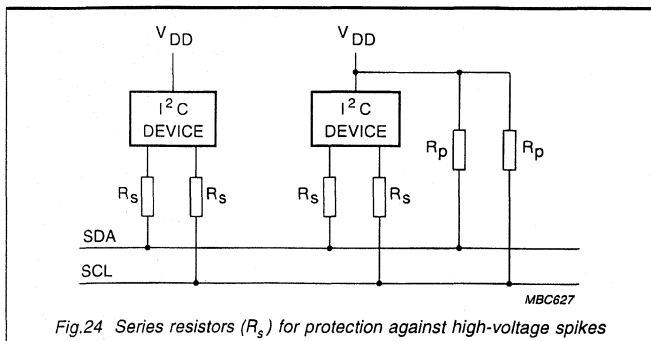 V DD V DD
I²C DEVICE I²C DEVICE
Rs Rs Rs Rs Rp Rp
SDA
SCL
MBC627
Fig.24 Series resistors (Rs) for protection against high-voltage spikes